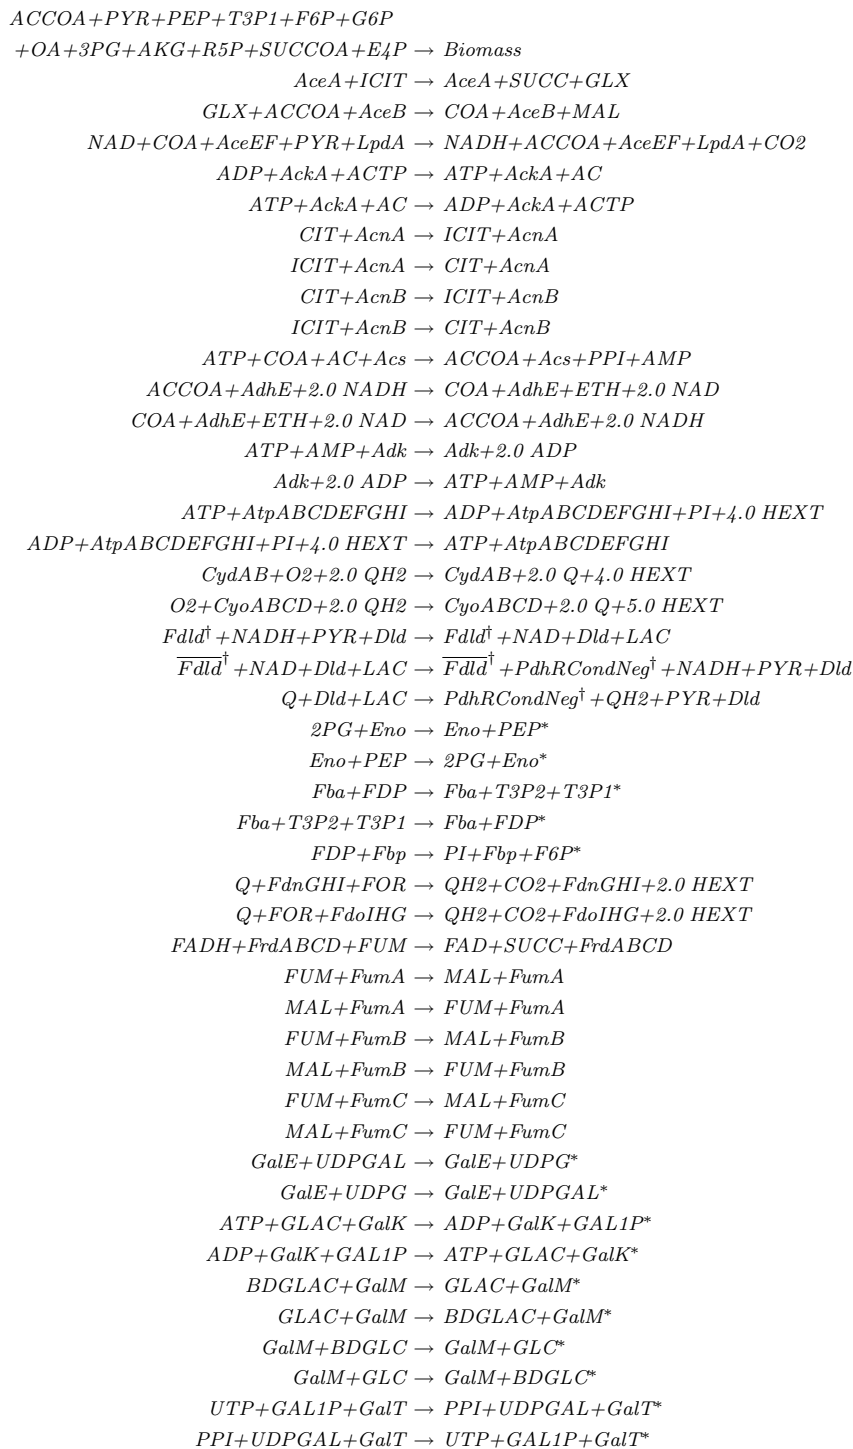 ACCOA+PYR+PEP+T3P1+F6P+G6P
+OA+3PG+AKG+R5P+SUCCOA+E4P → Biomass
AceA+ICIT → AceA+SUCC+GLX
GLX+ACCOA+AceB → COA+AceB+MAL
NAD+COA+AceEF+PYR+LpdA → NADH+ACCOA+AceEF+LpdA+CO2
ADP+AckA+ACTP → ATP+AckA+AC
ATP+AckA+AC → ADP+AckA+ACTP
CIT+AcnA → ICIT+AcnA
ICIT+AcnA → CIT+AcnA
CIT+AcnB → ICIT+AcnB
ICIT+AcnB → CIT+AcnB
ATP+COA+AC+Acs → ACCOA+Acs+PPI+AMP
ACCOA+AdhE+2.0 NADH → COA+AdhE+ETH+2.0 NAD
COA+AdhE+ETH+2.0 NAD → ACCOA+AdhE+2.0 NADH
ATP+AMP+Adk → Adk+2.0 ADP
Adk+2.0 ADP → ATP+AMP+Adk
ATP+AtpABCDEFGHI → ADP+AtpABCDEFGHI+PI+4.0 HEXT
ADP+AtpABCDEFGHI+PI+4.0 HEXT → ATP+AtpABCDEFGHI
CydAB+O2+2.0 QH2 → CydAB+2.0 Q+4.0 HEXT
O2+CyoABCD+2.0 QH2 → CyoABCD+2.0 Q+5.0 HEXT
Fdld†+NADH+PYR+Dld → Fdld†+NAD+Dld+LAC
F̅d̅l̅d̅†+NAD+Dld+LAC → F̅d̅l̅d̅†+PdhRCondNeg†+NADH+PYR+Dld
Q+Dld+LAC → PdhRCondNeg†+QH2+PYR+Dld
2PG+Eno → Eno+PEP*
Eno+PEP → 2PG+Eno*
Fba+FDP → Fba+T3P2+T3P1*
Fba+T3P2+T3P1 → Fba+FDP*
FDP+Fbp → PI+Fbp+F6P*
Q+FdnGHI+FOR → QH2+CO2+FdnGHI+2.0 HEXT
Q+FOR+FdoIHG → QH2+CO2+FdoIHG+2.0 HEXT
FADH+FrdABCD+FUM → FAD+SUCC+FrdABCD
FUM+FumA → MAL+FumA
MAL+FumA → FUM+FumA
FUM+FumB → MAL+FumB
MAL+FumB → FUM+FumB
FUM+FumC → MAL+FumC
MAL+FumC → FUM+FumC
GalE+UDPGAL → GalE+UDPG*
GalE+UDPG → GalE+UDPGAL*
ATP+GLAC+GalK → ADP+GalK+GAL1P*
ADP+GalK+GAL1P → ATP+GLAC+GalK*
BDGLAC+GalM → GLAC+GalM*
GLAC+GalM → BDGLAC+GalM*
GalM+BDGLC → GalM+GLC*
GalM+GLC → GalM+BDGLC*
UTP+GAL1P+GalT → PPI+UDPGAL+GalT*
PPI+UDPGAL+GalT → UTP+GAL1P+GalT*